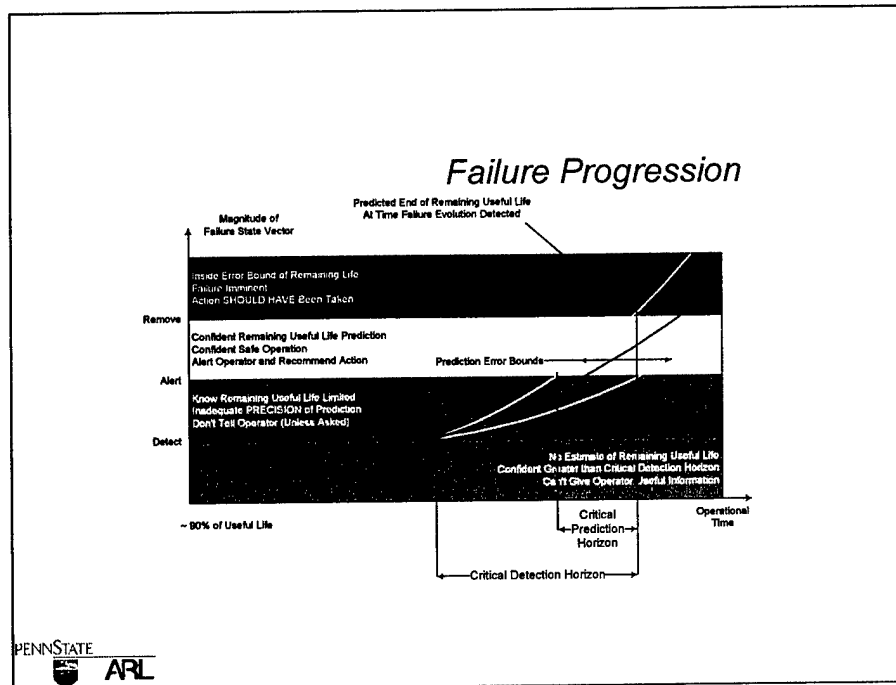 Failure Progression
Predicted End of Remaining Useful Life
At Time Failure Evolution Detected
Magnitude of
Failure State Vector
Inside Error Bound of Remaining Life
Failure Imminent
Action SHOULD HAVE Been Taken
Remove
Confident Remaining Useful Life Prediction
Confident Safe Operation
Alert Operator and Recommend Action
Prediction Error Bounds
Alert
Know Remaining Useful Life Limited
Inadequate PRECISION of Prediction
Don't Tell Operator (Unless Asked)
Detect
No Estimate of Remaining Useful Life
Confident Greater than Critical Detection Horizon
Can't Give Operator Useful Information
Operational
Time
~ 90% of Useful Life
Critical
Prediction
Horizon
Critical Detection Horizon
PENNSTATE
ARL